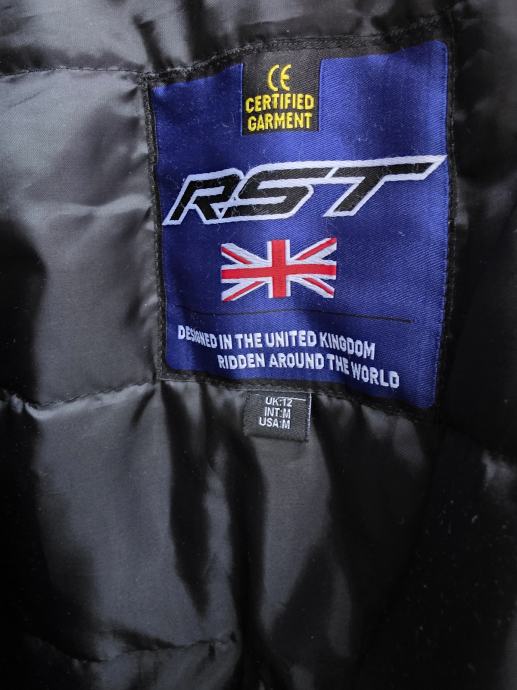 CE
CERTIFIED
GARMENT
RST
DESIGNED IN THE UNITED KINGDOM
RIDDEN AROUND THE WORLD
UK:12
INT:M
USA:M